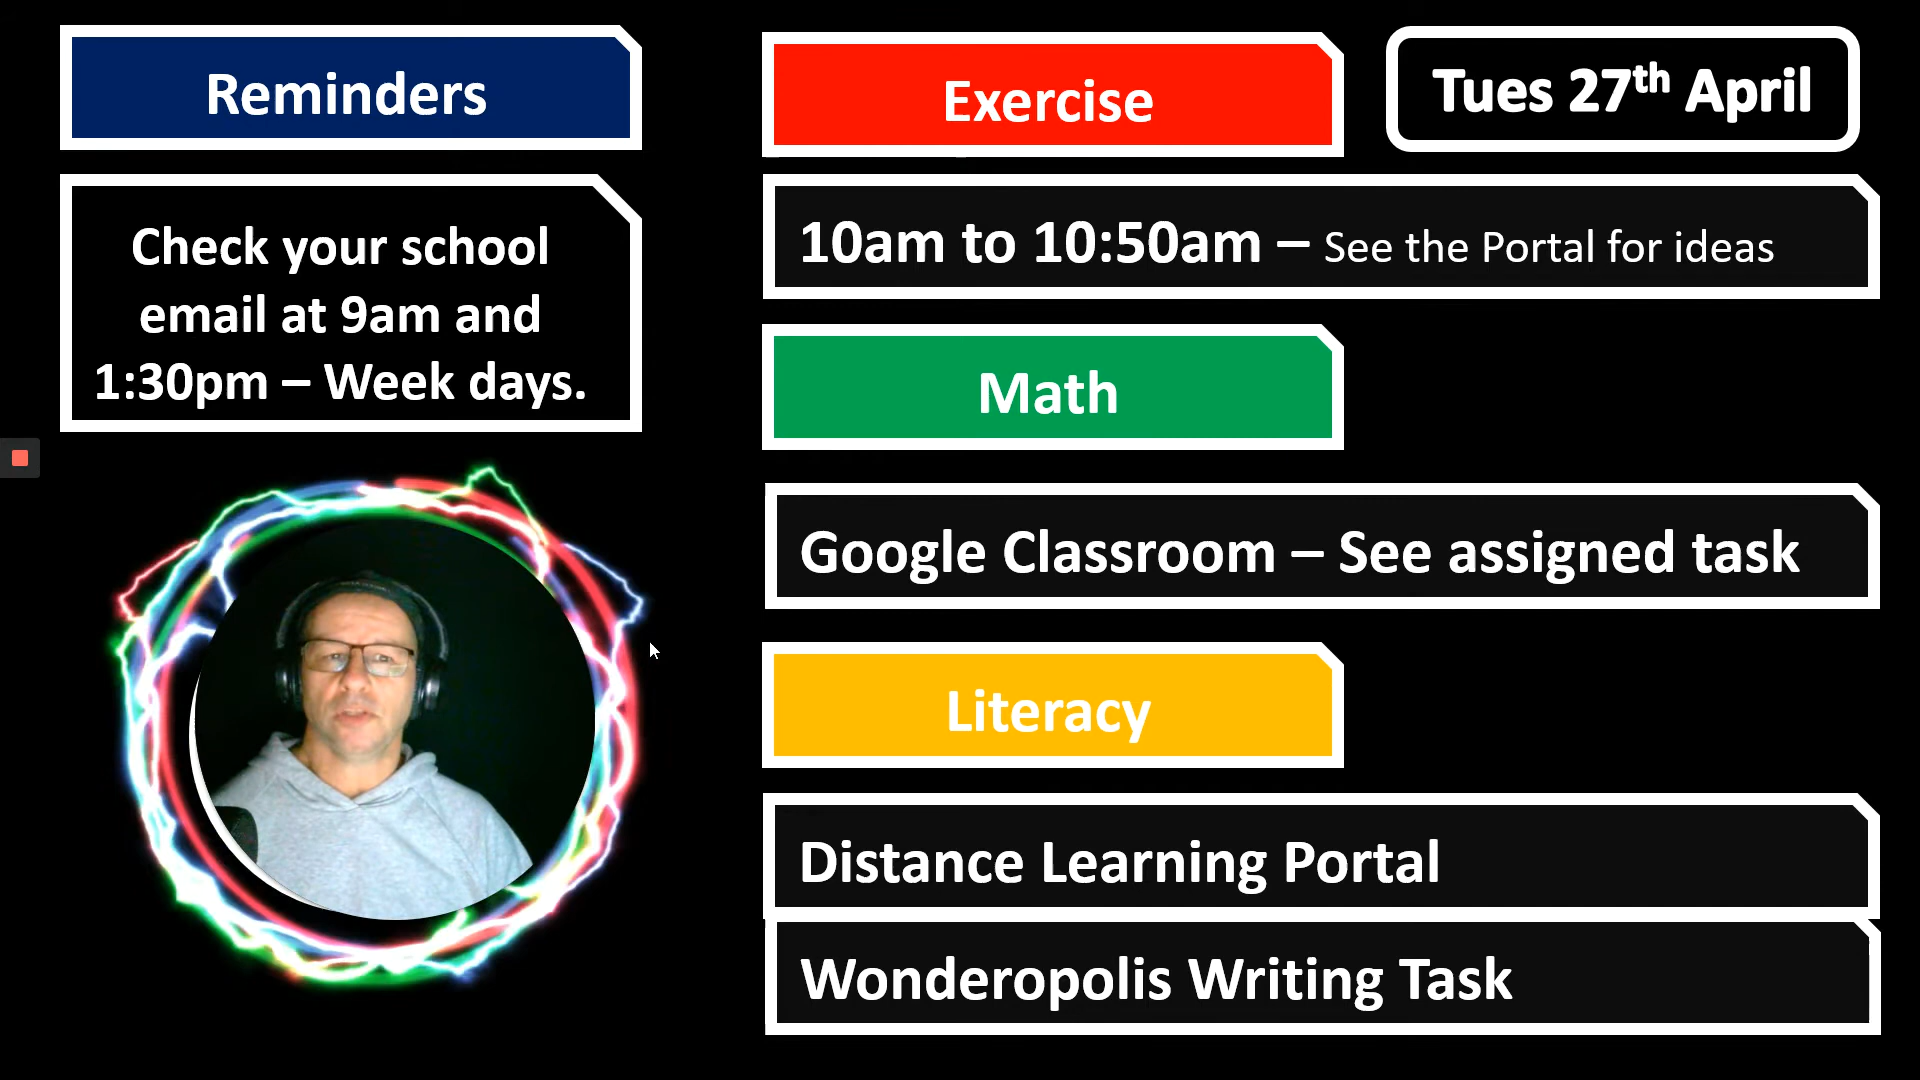 Reminders
Check your school
email at 9am and
1:30pm – Week days.
Exercise
Tues 27th April
10am to 10:50am – See the Portal for ideas
Math
Google Classroom – See assigned task
Literacy
Distance Learning Portal
Wonderopolis Writing Task